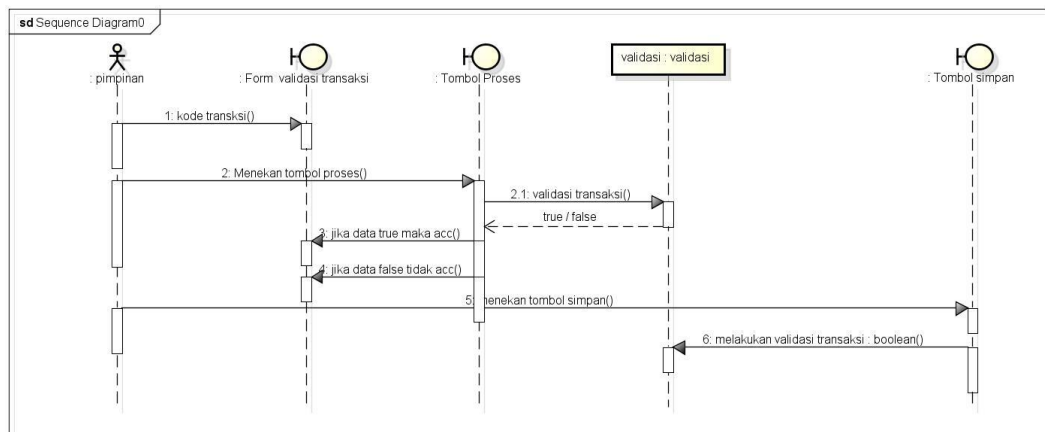 sd Sequence Diagram0
: pimpinan
: Form validasi transaksi
: Tombol Proses
validasi : validasi
: Tombol simpan
1: kode transksi()
2: Menekan tombol proses()
2.1: validasi transaksi()
true / false
3: jika data true maka acc()
4: jika data false tidak acc()
5: menekan tombol simpan()
6: melakukan validasi transaksi : boolean()